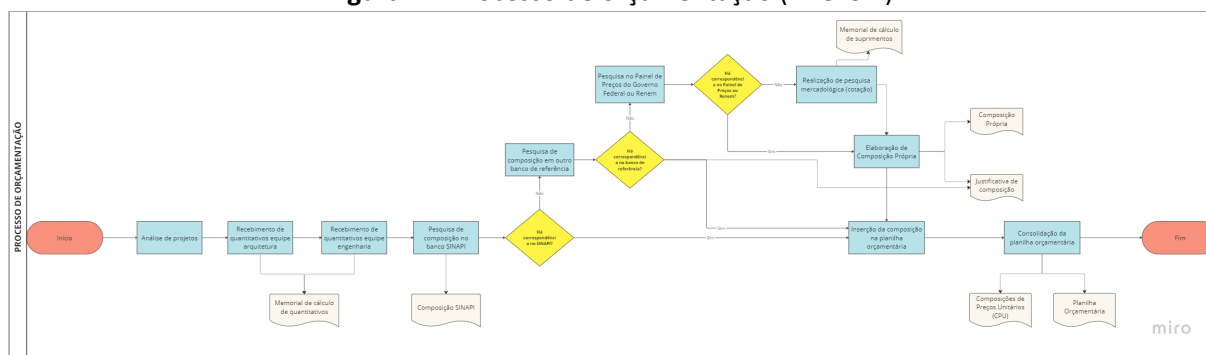 PROCESSO DE ORÇAMENTAÇÃO
Início
Análise de projetos
Recebimento de
quantitativos equipe
arquitetura
Recebimento de
quantitativos equipe
engenharia
Memorial de cálculo
de quantitativos
Pesquisa de
composição no
banco SINAPI
Composição SINAPI
Há
correspondênci
a no SINAPI?
Não
Sim
Pesquisa de
composição em outro
banco de referência
Há
correspondênci
a no banco de
referência?
Não
Sim
Pesquisa no Painel de
Preços do Governo
Federal ou Renem
Há
correspondênci
a no Painel de
Preços ou
Renem?
Não
Sim
Realização de pesquisa
mercadológica (cotação)
Memorial de cálculo
de suprimentos
Elaboração de
Composição Própria
Composição
Própria
Justificativa de
composição
Inserção da composição
na planilha
orçamentária
Consolidação da
planilha orçamentária
Composições de
Preços Unitários
(CPU)
Planilha
Orçamentária
Fim
miro